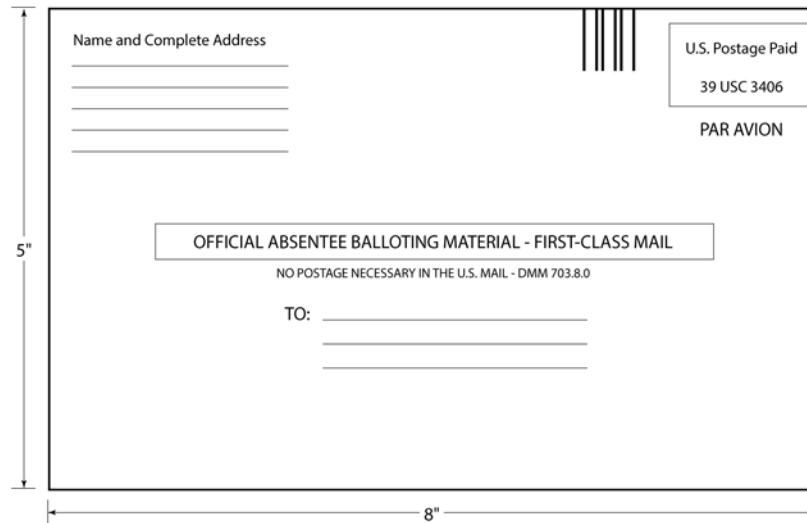 Name and Complete Address
U.S. Postage Paid
39 USC 3406
PAR AVION
OFFICIAL ABSENTEE BALLOTING MATERIAL - FIRST-CLASS MAIL
NO POSTAGE NECESSARY IN THE U.S. MAIL - DMM 703.8.0
TO:
5"
8"